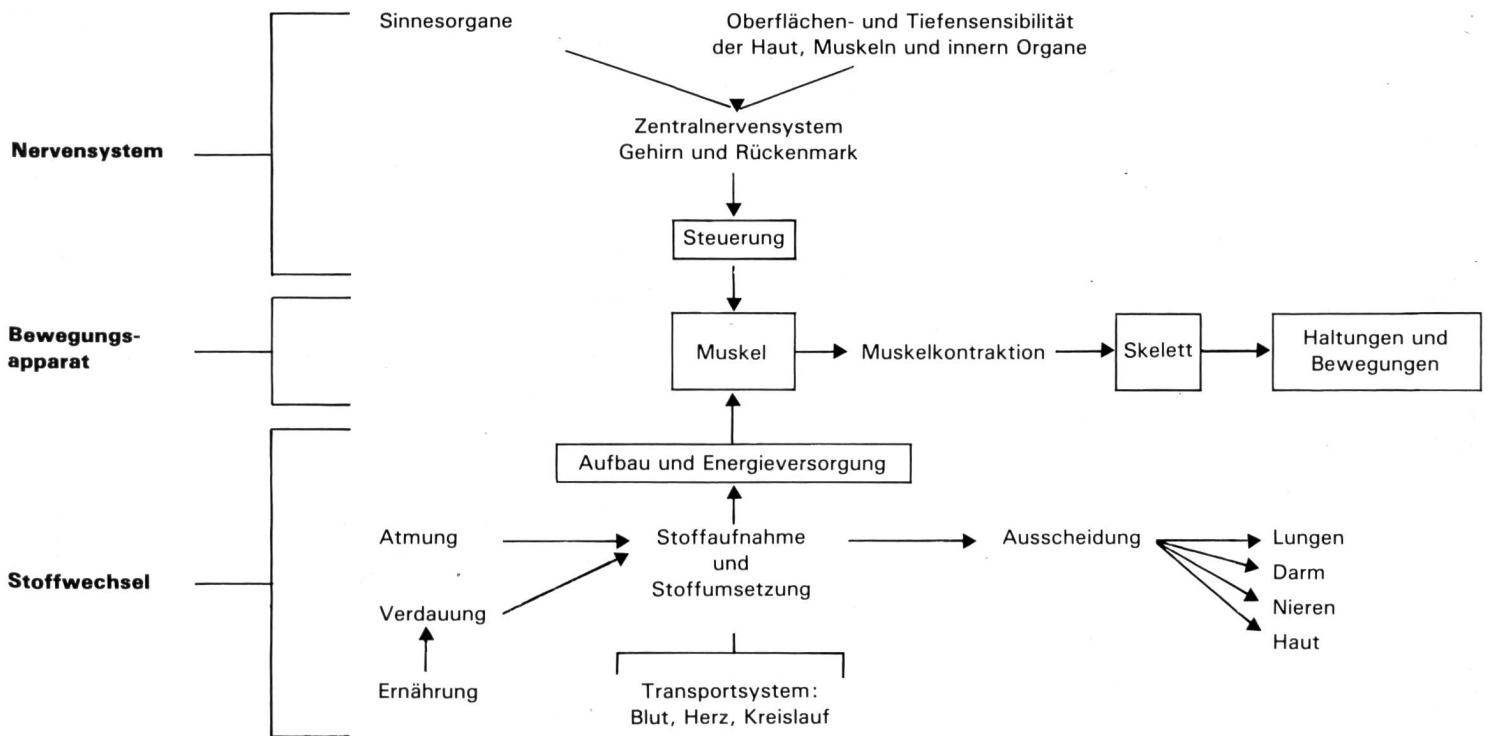 Sinnesorgane
Oberflächen- und Tiefensensibilität
der Haut, Muskeln und innern Organe
Nervensystem
Zentralnervensystem
Gehirn und Rückenmark
Steuerung
Bewegungs-
apparat
Muskel
Muskelkontraktion
Skelett
Haltungen und
Bewegungen
Aufbau und Energieversorgung
Stoffwechsel
Atmung
Stoffaufnahme
und
Stoffumsetzung
Ausscheidung
Lungen
Darm
Nieren
Haut
Verdauung
Ernährung
Transportsystem:
Blut, Herz, Kreislauf